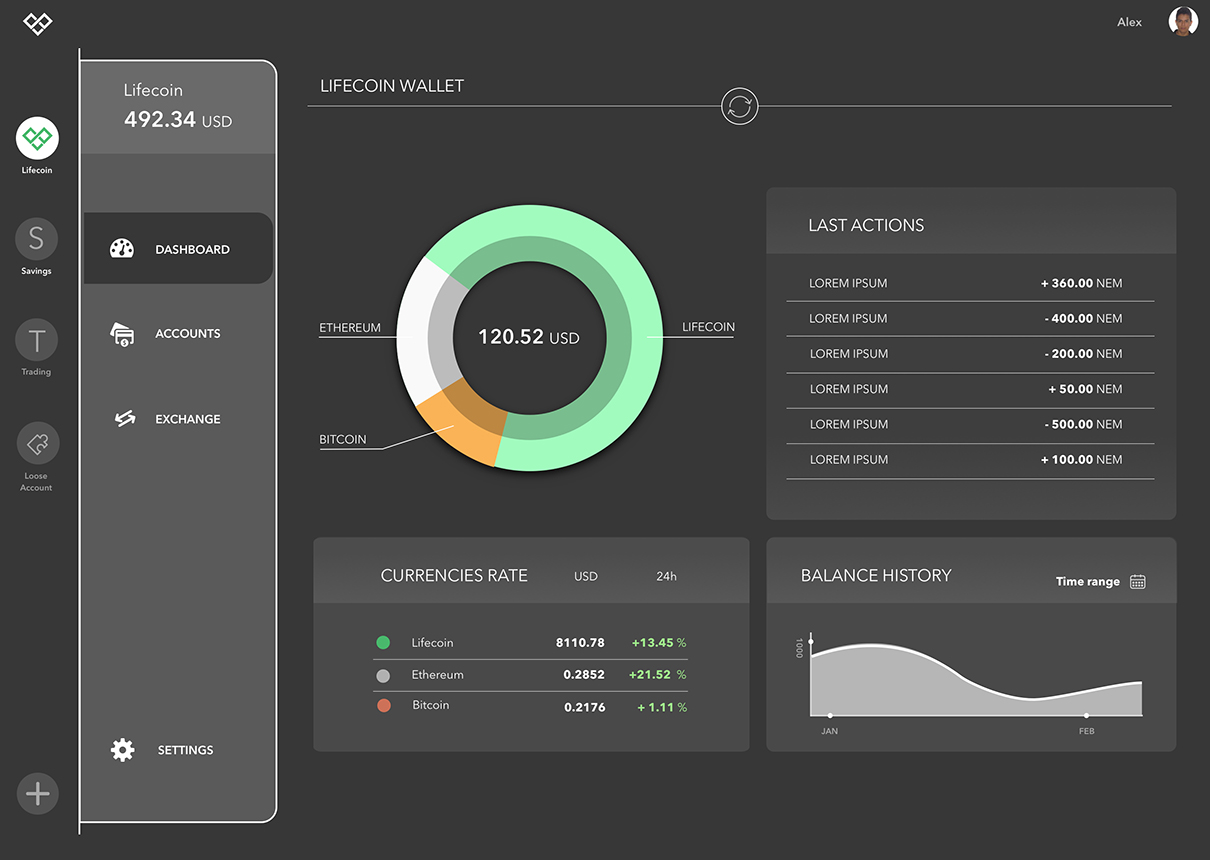 Alex
Lifecoin
492.34 USD
LIFECOIN WALLET
Lifecoin
S
Savings
T
Trading
Loose
Account
DASHBOARD
ACCOUNTS
EXCHANGE
SETTINGS
ETHEREUM
120.52 USD
LIFECOIN
BITCOIN
LAST ACTIONS
LOREM IPSUM + 360.00 NEM
LOREM IPSUM - 400.00 NEM
LOREM IPSUM - 200.00 NEM
LOREM IPSUM + 50.00 NEM
LOREM IPSUM - 500.00 NEM
LOREM IPSUM + 100.00 NEM
CURRENCIES RATE USD 24h
Lifecoin 8110.78 +13.45 %
Ethereum 0.2852 +21.52 %
Bitcoin 0.2176 + 1.11 %
BALANCE HISTORY Time range
1000
JAN FEB